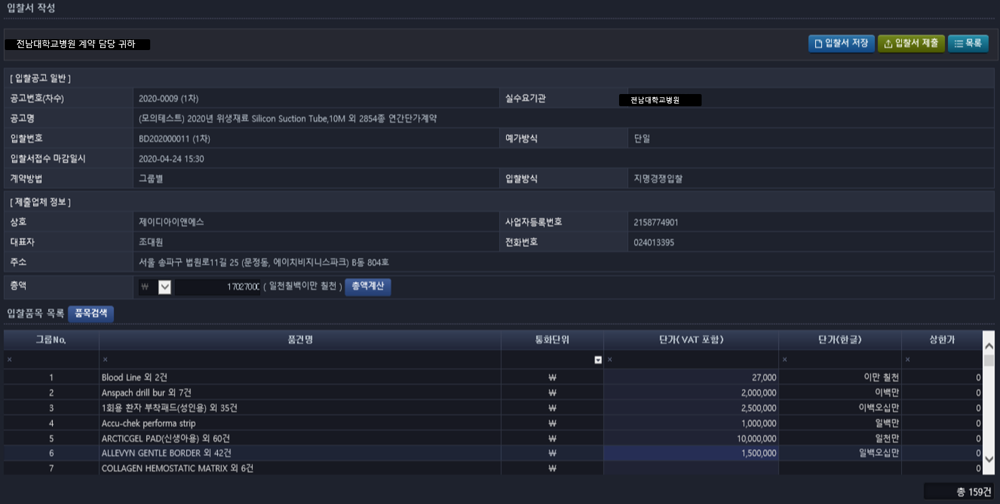 입찰서 작성
전남대학교병원 계약 담당 귀하
입찰서 저장 입찰서 제출 목록
[ 입찰공고 일반 ]
공고번호(차수) 2020-0009 (1차) 실수요기관 전남대학교병원
공고명 (모의테스트) 2020년 위생재료 Silicon Suction Tube,10M 외 2854종 연간단가계약
입찰번호 BD202000011 (1차) 예가방식 단일
입찰서접수 마감일시 2020-04-24 15:30
계약방법 그룹별 입찰방식 지명경쟁입찰
[ 제출업체 정보 ]
상호 제이디아이앤에스 사업자등록번호 2158774901
대표자 조대원 전화번호 024013395
주소 서울 송파구 법원로11길 25 (문정동, 에이치비지니스파크) B동 804호
총액 ₩ 17027000 ( 일천칠백이만 칠천 ) 총액계산
입찰품목 목록 품목검색
그룹No. 품건명 통화단위 단가( VAT 포함) 단가(한글) 상한가
× × × × ×
1 Blood Line 외 2건 ₩ 27,000 이만 칠천 0
2 Anspach drill bur 외 7건 ₩ 2,000,000 이백만 0
3 1회용 환자 부착패드(성인용) 외 35건 ₩ 2,500,000 이백오십만 0
4 Accu-chek performa strip ₩ 1,000,000 일백만 0
5 ARCTICGEL PAD(신생아용) 외 60건 ₩ 10,000,000 일천만 0
6 ALLEVYN GENTLE BORDER 외 42건 ₩ 1,500,000 일백오십만 0
7 COLLAGEN HEMOSTATIC MATRIX 외 6건 ₩ 0
총 159건